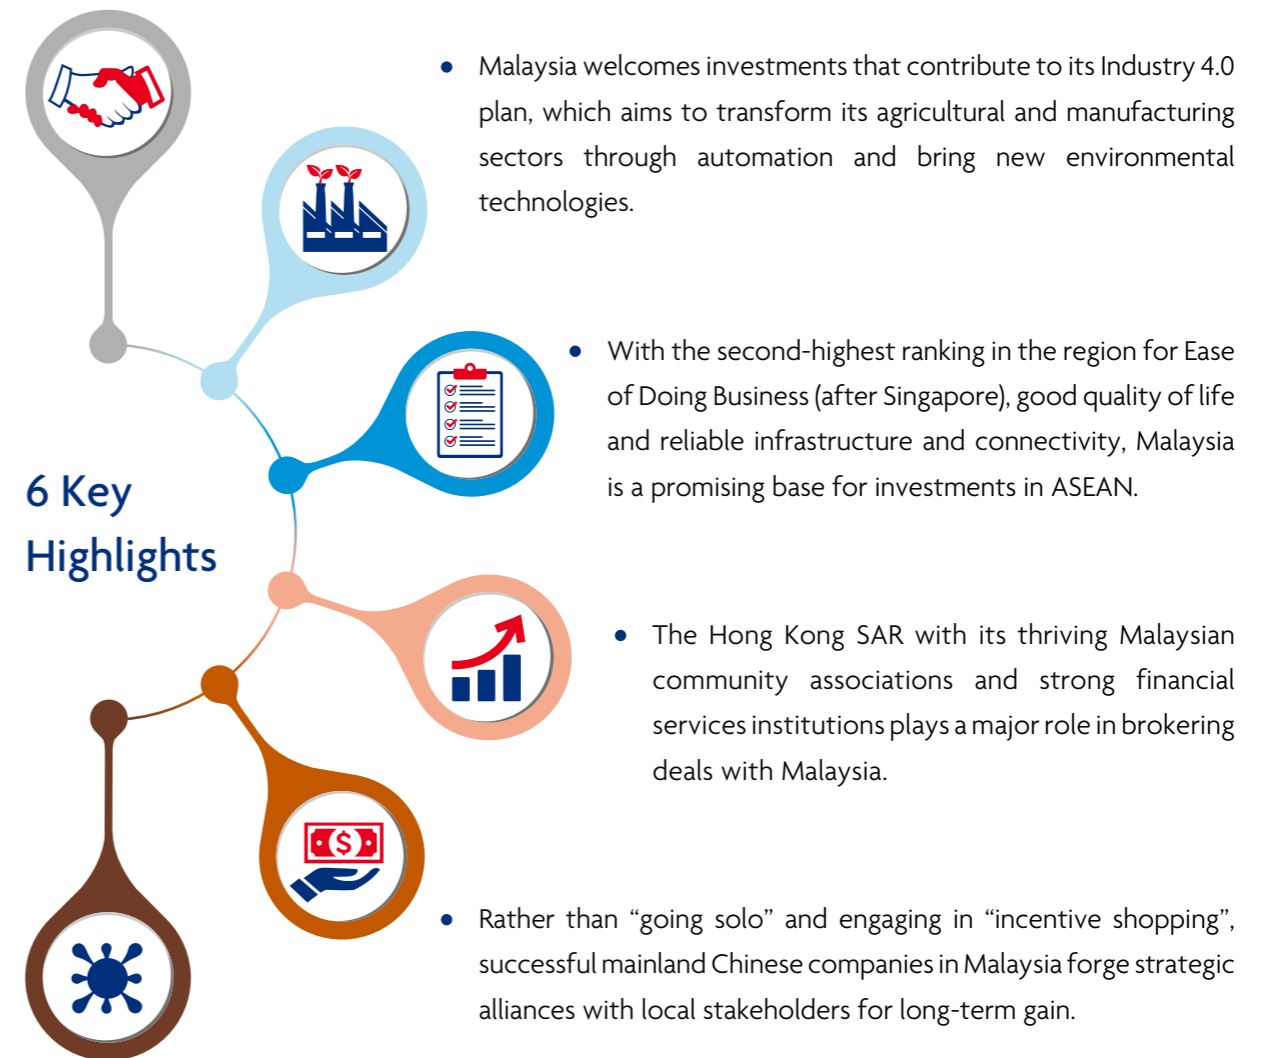 • Malaysia welcomes investments that contribute to its Industry 4.0
plan, which aims to transform its agricultural and manufacturing
sectors through automation and bring new environmental
technologies.
• With the second-highest ranking in the region for Ease
of Doing Business (after Singapore), good quality of life
and reliable infrastructure and connectivity, Malaysia
is a promising base for investments in ASEAN.
6 Key
Highlights
• The Hong Kong SAR with its thriving Malaysian
community associations and strong financial
services institutions plays a major role in brokering
deals with Malaysia.
$
• Rather than “going solo” and engaging in “incentive shopping”,
successful mainland Chinese companies in Malaysia forge strategic
alliances with local stakeholders for long-term gain.